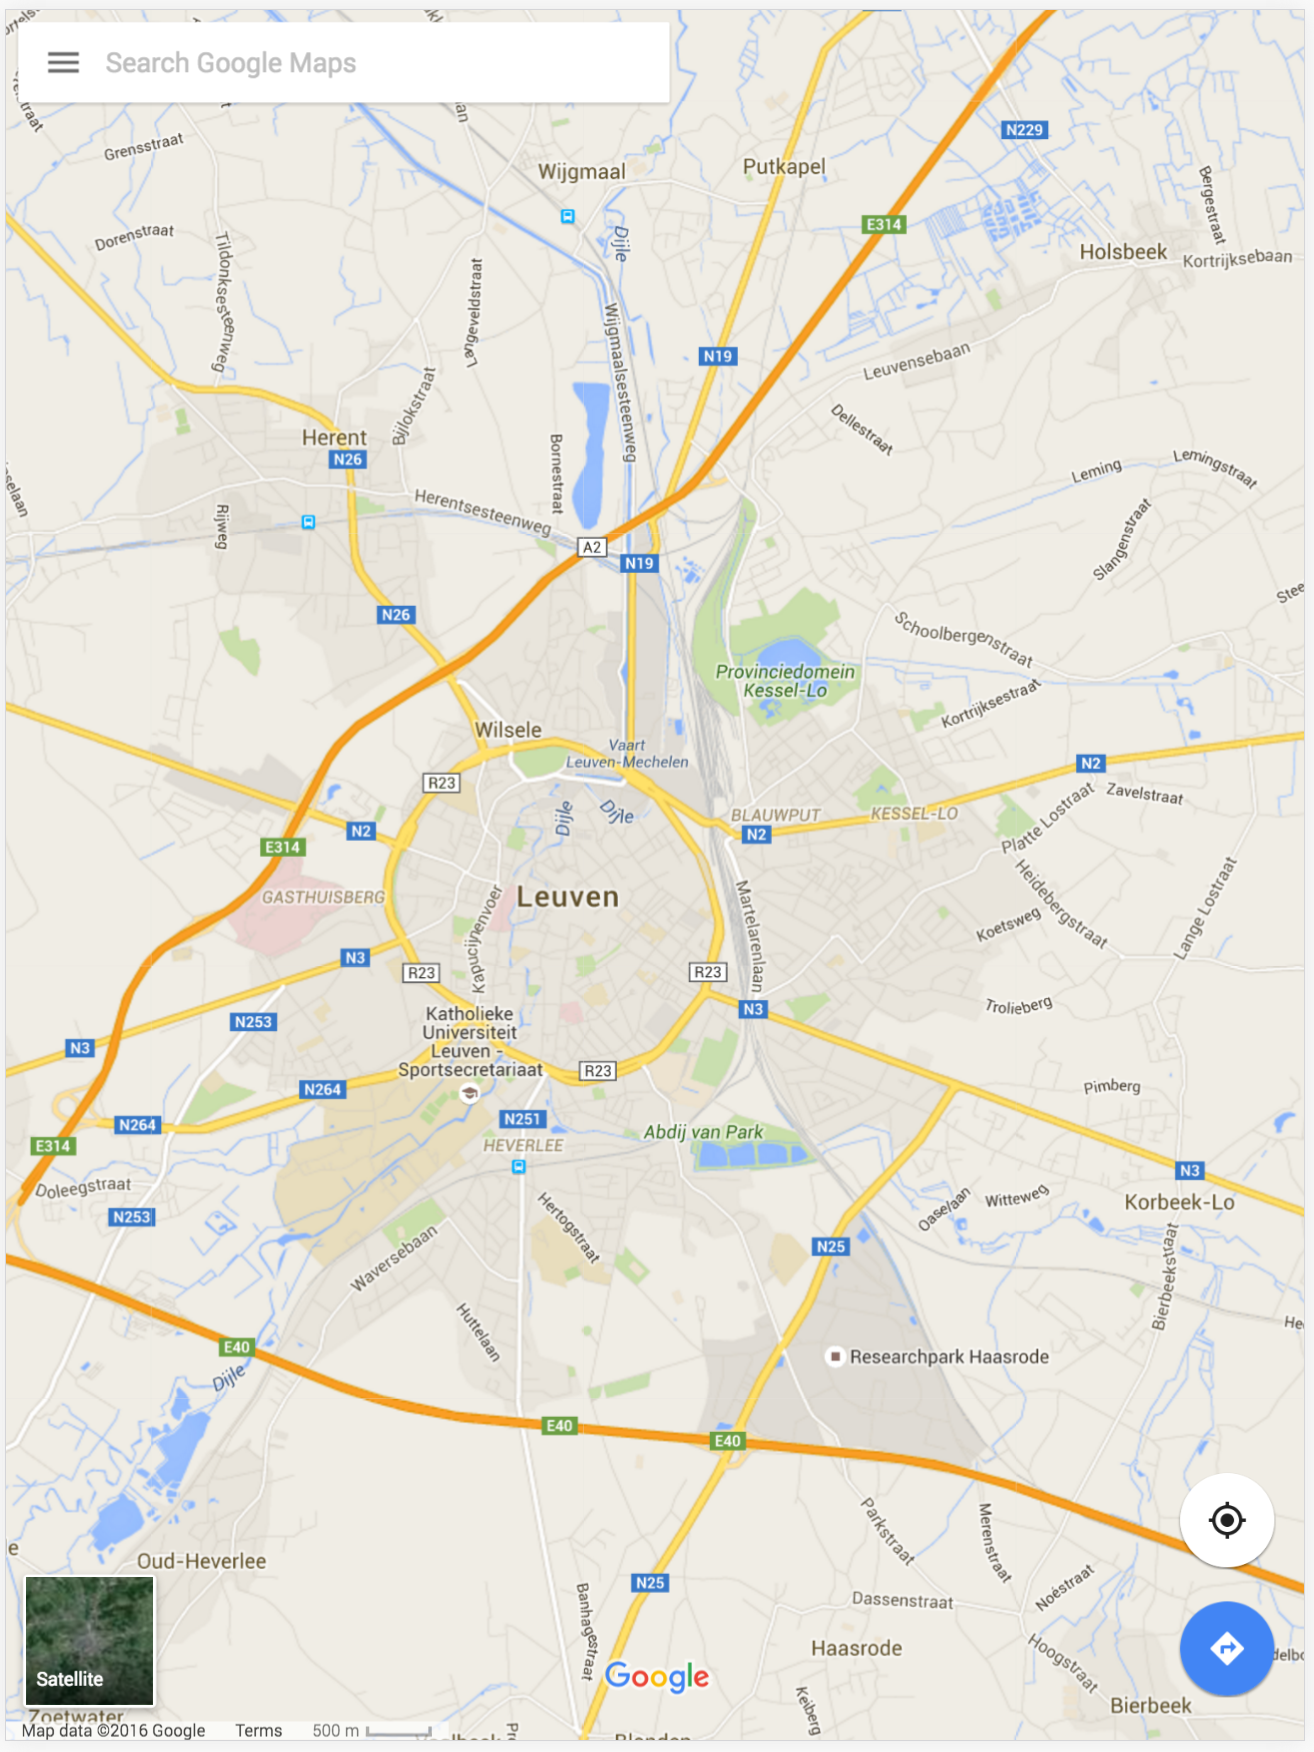 Search Google Maps
N229
Grensstraat
Wijgmaal
Putkapel
Bergestraat
E314
Dorenstraat
Tildonksesteenweg
Dijle
Holsbeek
Kortrijksebaan
Langeveldstraat
Wijgmaalsesteenweg
N19
Leuvensebaan
Bijlokstraat
Dellestraat
Herent
N26
Bornestraat
Leming
Lemingstraat
Herentsesteenweg
Rijweg
Slangenstraat
A2
N19
N26
Schoolbergenstraat
Provinciedomein
Kessel-Lo
Kortrijksestraat
Wilsele
Vaart
Leuven-Mechelen
N2
R23
Zavelstraat
Dijle
Dijle
BLAUWPUT
KESSEL-LO
Platte Lostraat
N2
N2
E314
Heidebergstraat
Lange Lostraat
GASTHUISBERG
Leuven
Kapucijnenvoer
Martelarenlaan
Koetsweg
N3
R23
R23
Trolieberg
N3
N253
Katholieke
Universiteit
Leuven -
Sportsecretariaat
N3
R23
N264
Pimberg
N264
N251
E314
HEVERLEE
Abdij van Park
N3
Doleegstraat
Korbeek-Lo
Oaselaan
Witteweg
N253
Hertogstraat
Waversebaan
N25
Bierbeekstraat
Huttelaan
E40
Researchpark Haasrode
Dijle
E40
E40
Parkstraat
Merenstraat
Oud-Heverlee
N25
Noéstraat
Banhagestraat
Dassenstraat
Haasrode
Hoogstraat
Google
Satellite
Keiberg
Bierbeek
Zoetwater
Map data ©2016 Google
Terms
500 m
Blanden